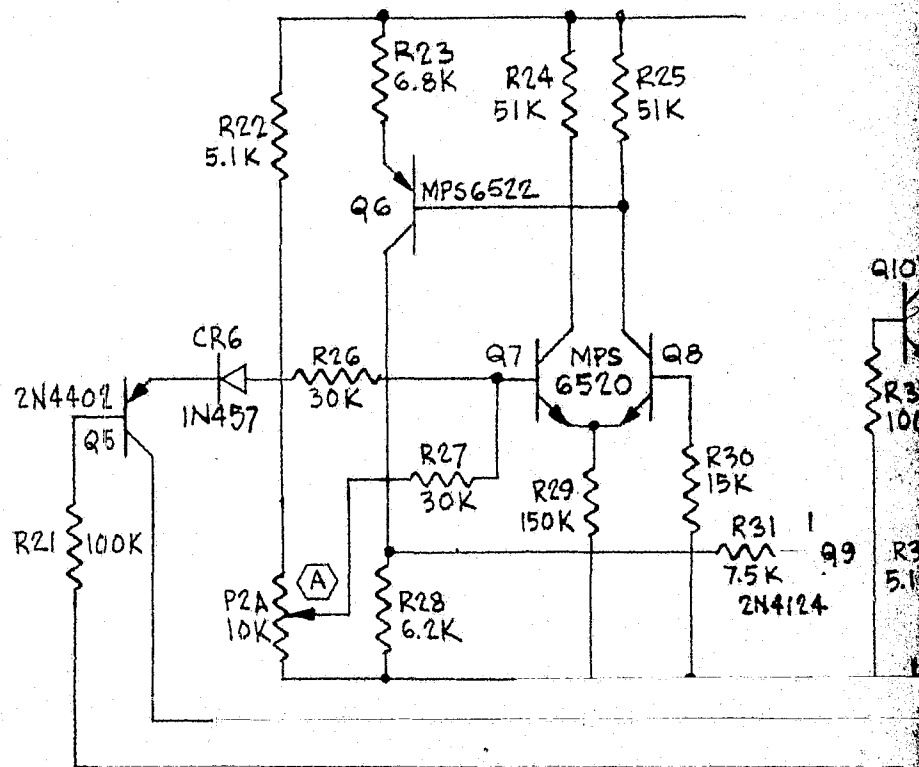 R23
6.8K
R24
51K
R25
51K
R22
5.1K
Q6
MPS6522
Q10
CR6
R26
30K
1N457
Q7
MPS
6520
Q8
2N4402
Q5
R27
30K
R29
150K
R30
15K
R21
100K
R31
7.5K
Q9
2N4124
P2A
10K
A
R28
6.2K